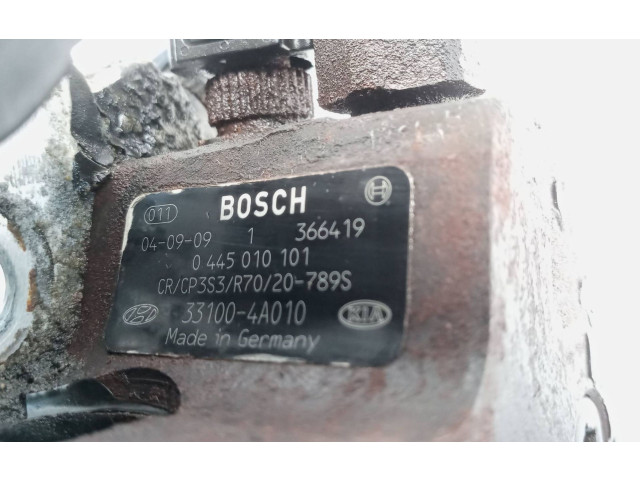 011 BOSCH
04-09-09 1 366419
0 445 010 101
CR/CP3S3/R70/20-789S
33100-4A010 KIA
Made in Germany